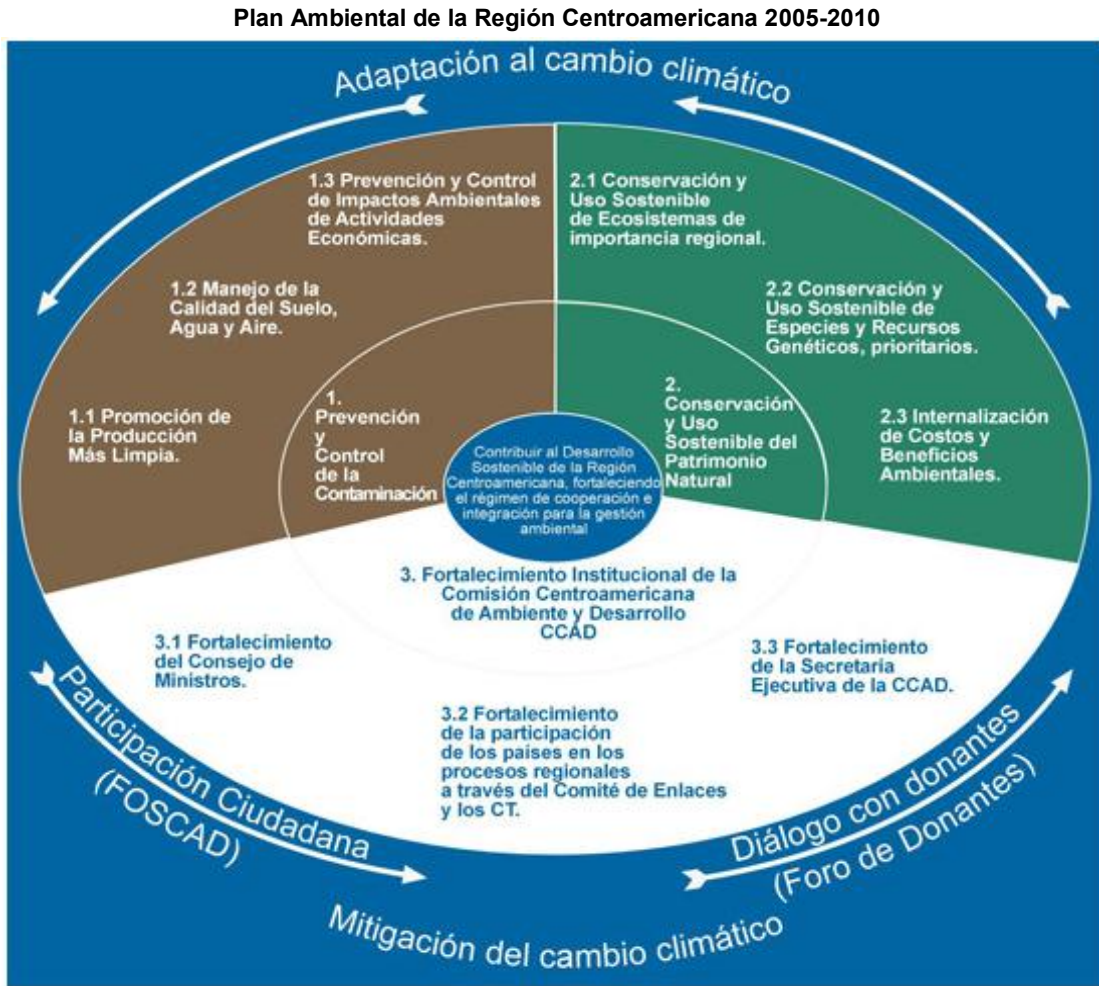 Plan Ambiental de la Región Centroamericana 2005-2010
Adaptación al cambio climático
1.3 Prevención y Control
de Impactos Ambientales
de Actividades
Económicas.
2.1 Conservación y
Uso Sostenible
de Ecosistemas de
importancia regional.
1.2 Manejo de la
Calidad del Suelo,
Agua y Aire.
2.2 Conservación y
Uso Sostenible de
Especies y Recursos
Genéticos, prioritarios.
1.1 Promoción de
la Producción
Más Limpia.
1.
Prevención
y
Control
de la
Contaminación
2.
Conservación
y Uso
Sostenible del
Patrimonio
Natural
2.3 Internalización
de Costos y
Beneficios
Ambientales.
Contribuir al Desarrollo
Sostenible de la Región
Centroamericana, fortaleciendo
el régimen de cooperación e
integración para la gestión
ambiental
3. Fortalecimiento Institucional de la
Comisión Centroamericana
de Ambiente y Desarrollo
CCAD
3.1 Fortalecimiento
del Consejo de
Ministros.
3.2 Fortalecimiento
de la participación
de los países en los
procesos regionales
a través del Comité de Enlaces
y los CT.
3.3 Fortalecimiento
de la Secretaría
Ejecutiva de la CCAD.
Participación Ciudadana
(FOSCAD)
Diálogo con donantes
(Foro de Donantes)
Mitigación del cambio climático